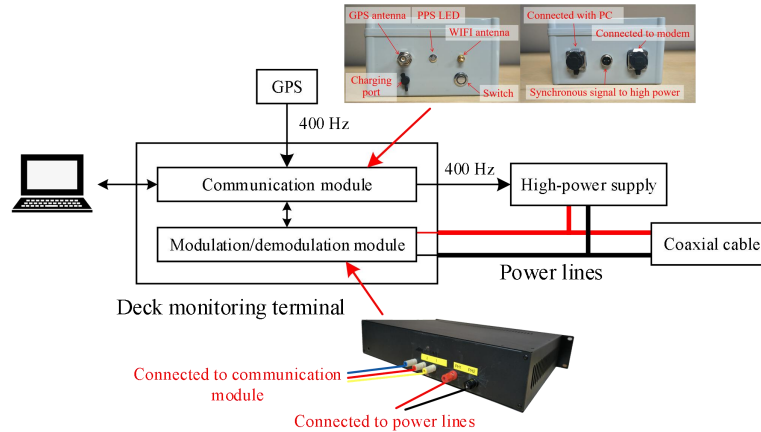 GPS antenna
PPS LED
WIFI antenna
Charging
port
Switch
Connected with PC
Connected to modem
Synchronous signal to high power
GPS
400 Hz
Communication module
400 Hz
High-power supply
Modulation/demodulation module
Coaxial cable
Power lines
Deck monitoring terminal
Connected to communication
module
Connected to power lines